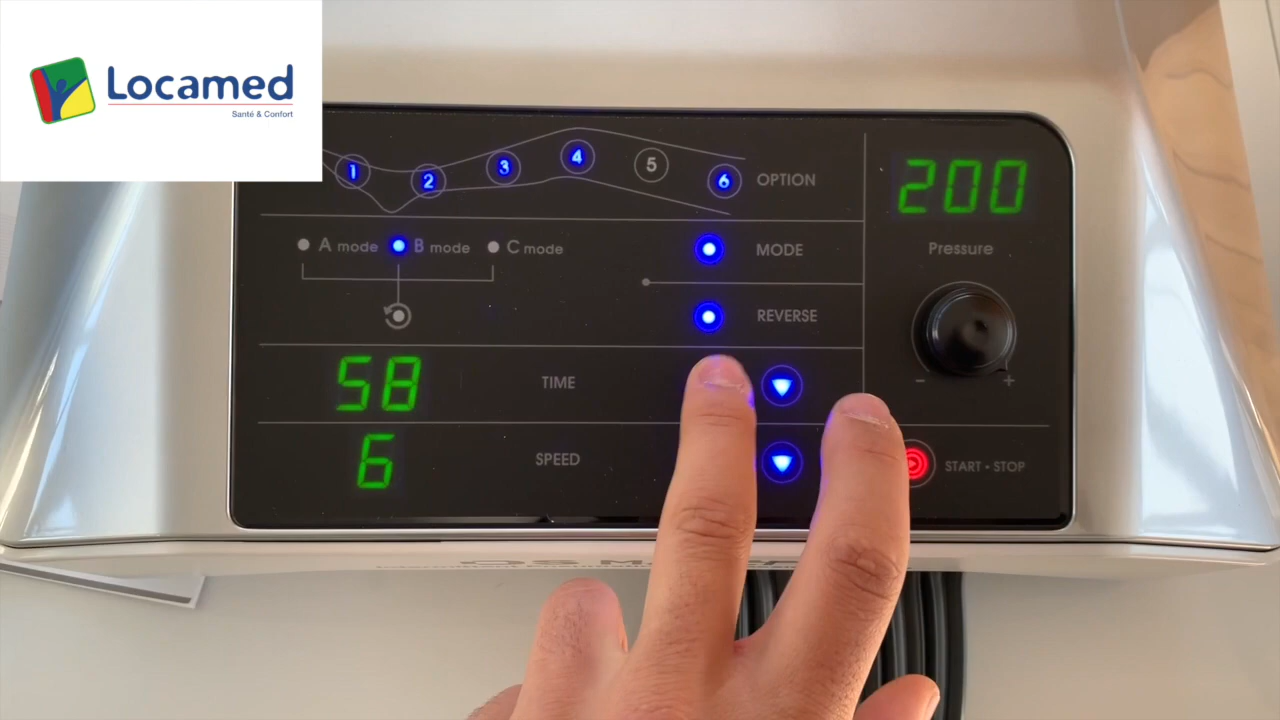 Locamed
Santé & Confort
1 2 3 4 5 6 OPTION
200
A mode B mode C mode MODE
Pressure
REVERSE
- +
58 TIME
6 SPEED
START • STOP